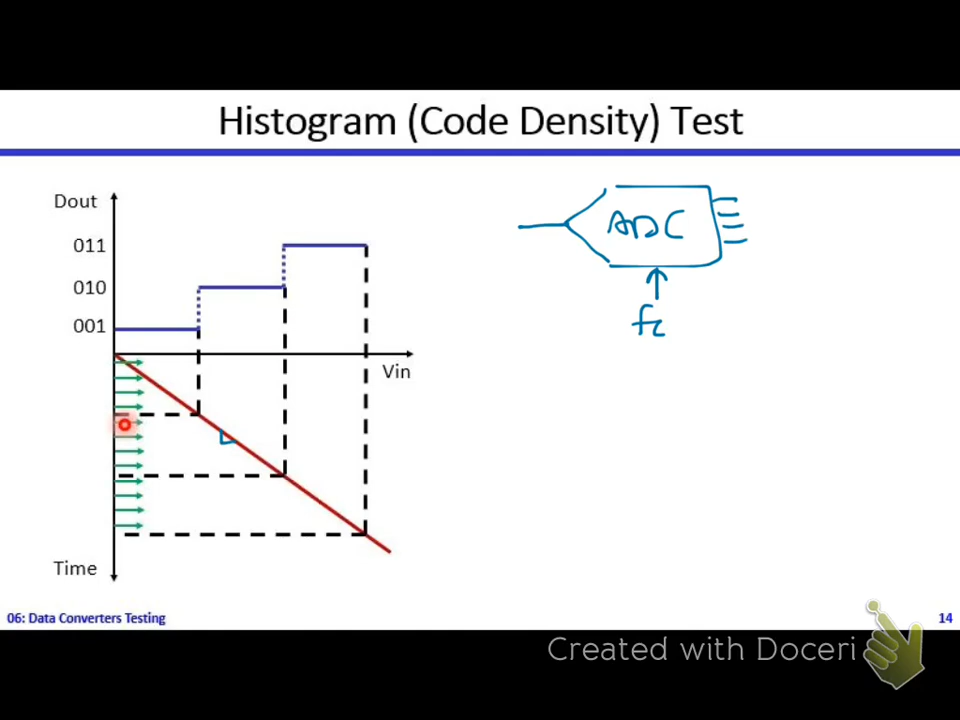 Histogram (Code Density) Test
Dout
011
010
001
Vin
Time
ADC
fc
06: Data Converters Testing
14
Created with Doceri